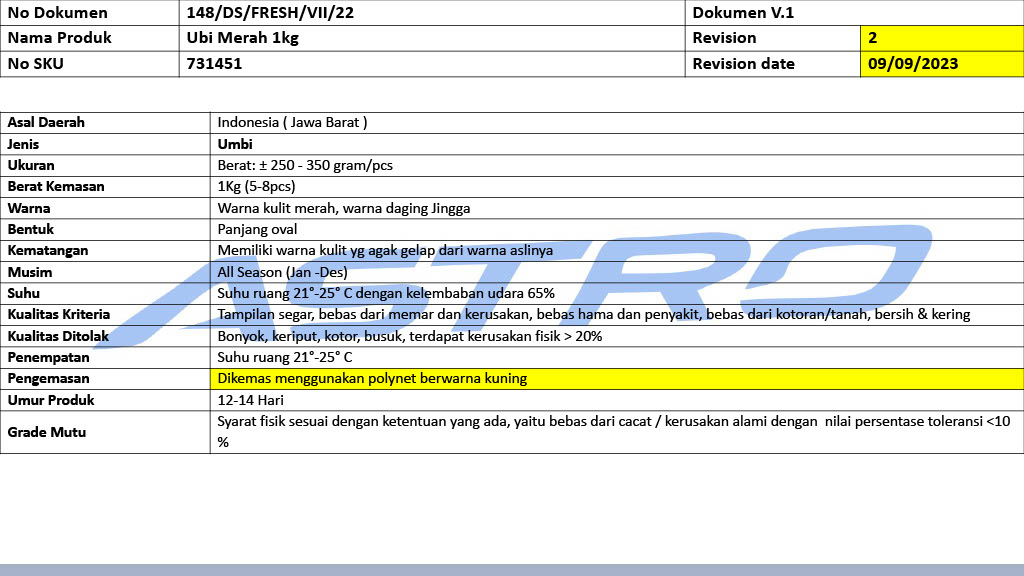 No Dokumen 148/DS/FRESH/VII/22 Dokumen V.1
Nama Produk Ubi Merah 1kg Revision 2
No SKU 731451 Revision date 09/09/2023
Asal Daerah Indonesia ( Jawa Barat )
Jenis Umbi
Ukuran Berat: ± 250 - 350 gram/pcs
Berat Kemasan 1Kg (5-8pcs)
Warna Warna kulit merah, warna daging Jingga
Bentuk Panjang oval
Kematangan Memiliki warna kulit yg agak gelap dari warna aslinya
Musim All Season (Jan -Des)
Suhu Suhu ruang 21°-25° C dengan kelembaban udara 65%
Kualitas Kriteria Tampilan segar, bebas dari memar dan kerusakan, bebas hama dan penyakit, bebas dari kotoran/tanah, bersih & kering
Kualitas Ditolak Bonyok, keriput, kotor, busuk, terdapat kerusakan fisik > 20%
Penempatan Suhu ruang 21°-25° C
Pengemasan Dikemas menggunakan polynet berwarna kuning
Umur Produk 12-14 Hari
Grade Mutu Syarat fisik sesuai dengan ketentuan yang ada, yaitu bebas dari cacat / kerusakan alami dengan  nilai persentase toleransi <10
%
ASTRO